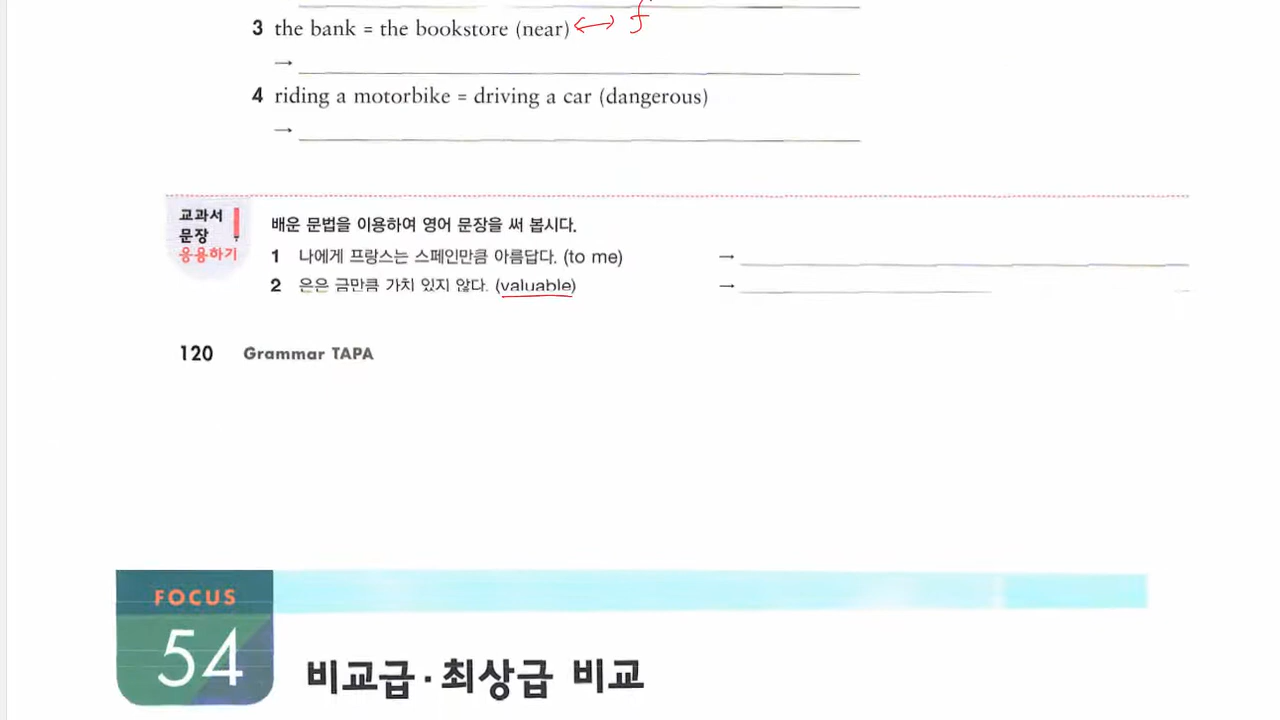 3 the bank = the bookstore (near) ↔ f
→
4 riding a motorbike = driving a car (dangerous)
→
교과서
문장
응용하기
배운 문법을 이용하여 영어 문장을 써 봅시다.
1 나에게 프랑스는 스페인만큼 아름답다. (to me) →
2 은은 금만큼 가치 있지 않다. (valuable) →
120 Grammar TAPA
FOCUS
54
비교급·최상급 비교